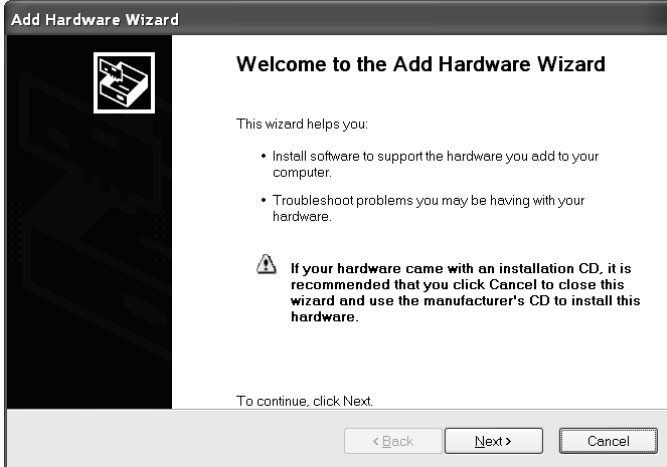 Add Hardware Wizard
Welcome to the Add Hardware Wizard
This wizard helps you:
• Install software to support the hardware you add to your
computer.
• Troubleshoot problems you may be having with your
hardware.
If your hardware came with an installation CD, it is
recommended that you click Cancel to close this
wizard and use the manufacturer's CD to install this
hardware.
To continue, click Next.
< Back Next > Cancel